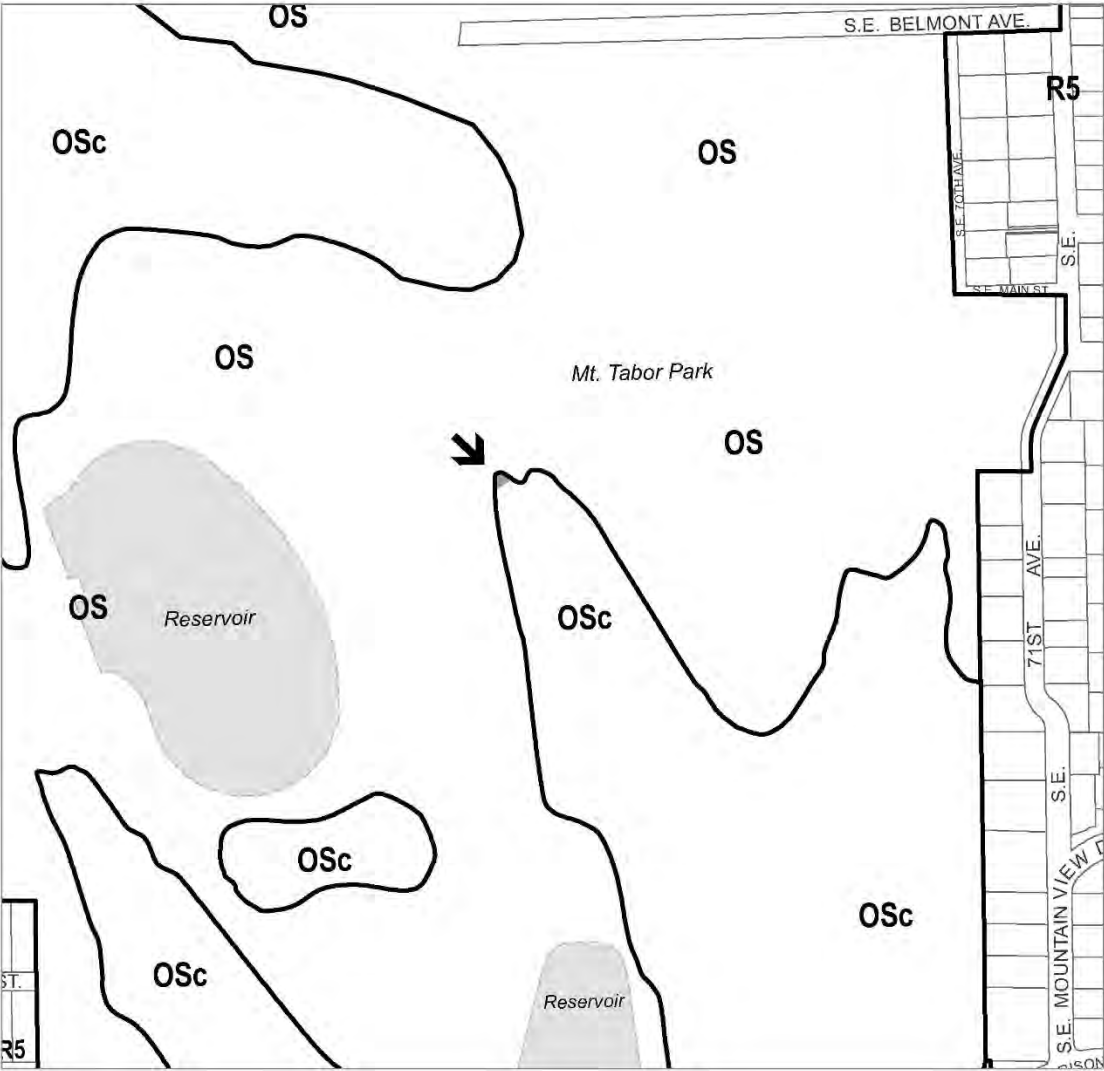 OS
S.E. BELMONT AVE.
R5
OSc
OS
S.E. 70TH AVE.
S.E.
S.E. MAIN ST
OS
Mt. Tabor Park
OS
71ST AVE.
OS
Reservoir
OSc
S.E.
OSc
S.E. MOUNTAIN VIEW D
OSc
OSc
ST.
Reservoir
R5